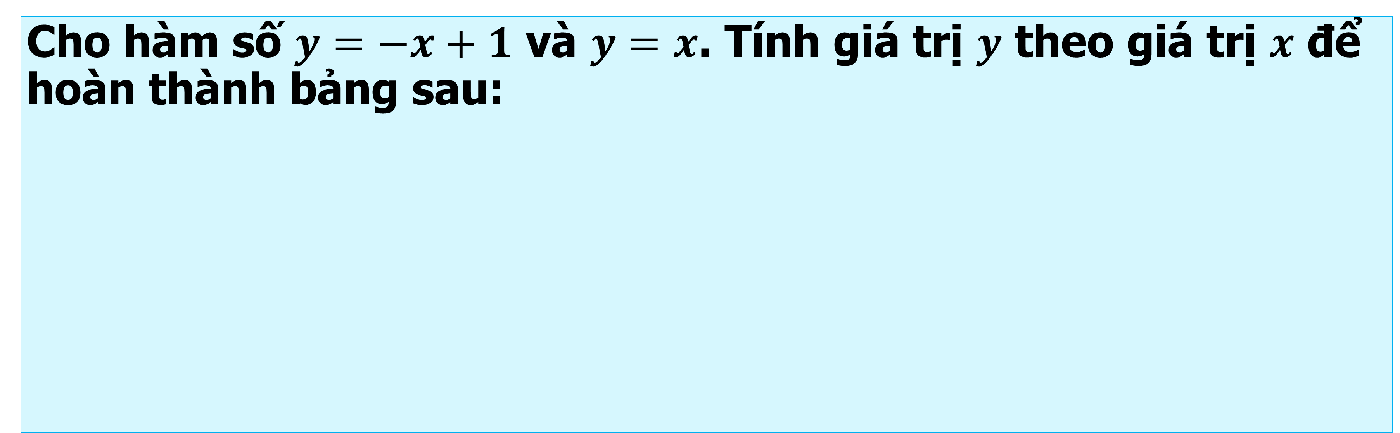 Cho hàm số 𝒚 = −𝒙 + 𝟏 và 𝒚 = 𝒙. Tính giá trị 𝒚 theo giá trị 𝒙 để
hoàn thành bảng sau: